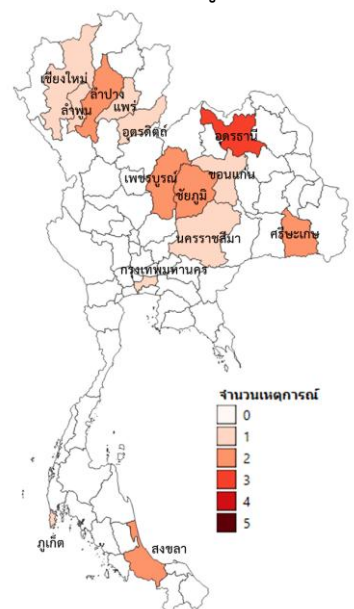 เชียงใหม่
ลำปาง
แพร่
ลำพูน
อุตรดิตถ์
อุดรธานี
เพชรบูรณ์
ขอนแก่น
ชัยภูมิ
นครราชสีมา
ศรีษะเกษ
กรุงเทพมหานคร
จำนวนเหตุการณ์
0
1
2
3
4
5
ภูเก็ต
สงขลา